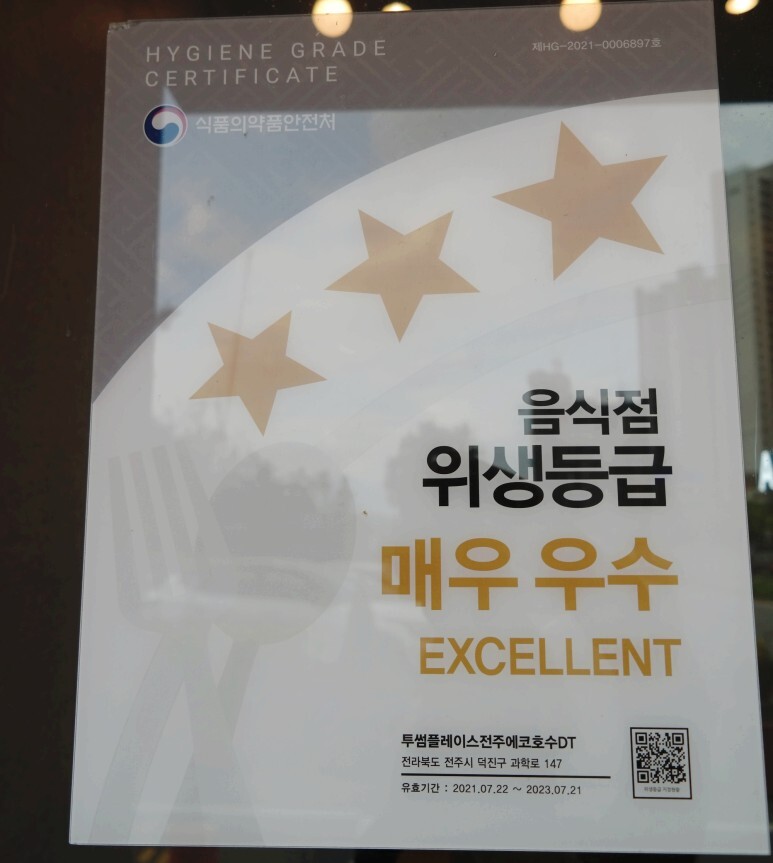 HYGIENE GRADE
CERTIFICATE
제HG-2021-0006897호
식품의약품안전처
음식점
위생등급
매우 우수
EXCELLENT
투썸플레이스전주에코호수DT
전라북도 전주시 덕진구 과학로 147
유효기간 : 2021.07.22 ~ 2023.07.21